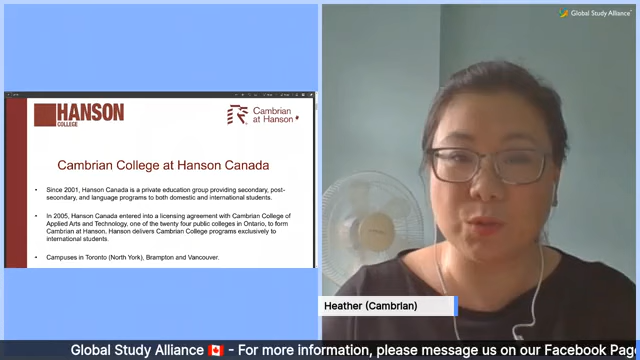 HANSON
COLLEGE
Cambrian
at Hanson
Cambrian College at Hanson Canada
• Since 2001, Hanson Canada is a private education group providing secondary, post-
secondary, and language programs to both domestic and international students.
• In 2005, Hanson Canada entered into a licensing agreement with Cambrian College of
Applied Arts and Technology, one of the twenty four public colleges in Ontario, to form
Cambrian at Hanson. Hanson delivers Cambrian College programs exclusively to
international students.
• Campuses in Toronto (North York), Brampton and Vancouver.
Global Study Alliance
Heather (Cambrian)
Global Study Alliance 🇨🇦 - For more information, please message us on our Facebook Pag